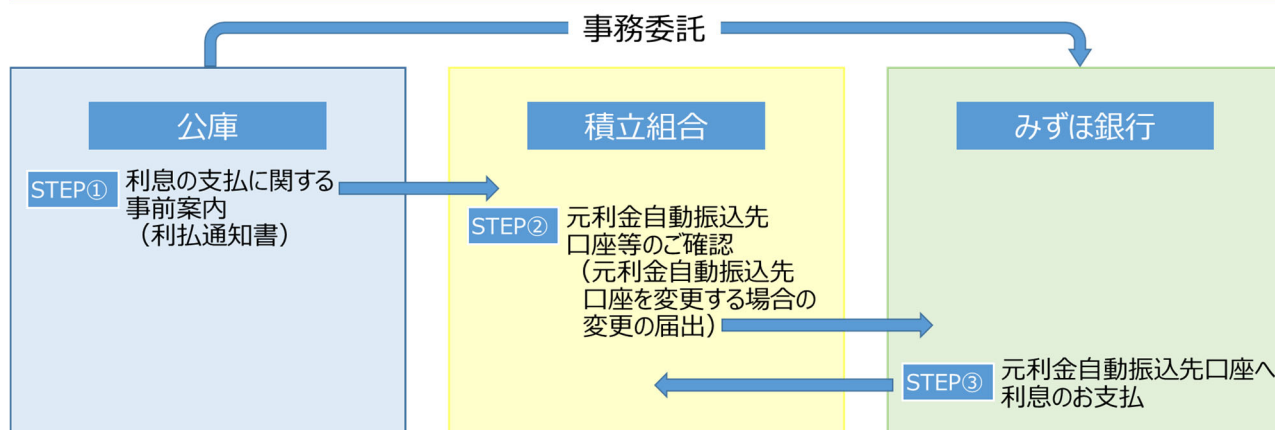 事務委託
公庫
積立組合
みずほ銀行
STEP①
利息の支払に関する
事前案内
（利払通知書）
STEP②
元利金自動振込先
口座等のご確認
（元利金自動振込先
口座を変更する場合の
変更の届出）
STEP③
元利金自動振込先口座へ
利息のお支払